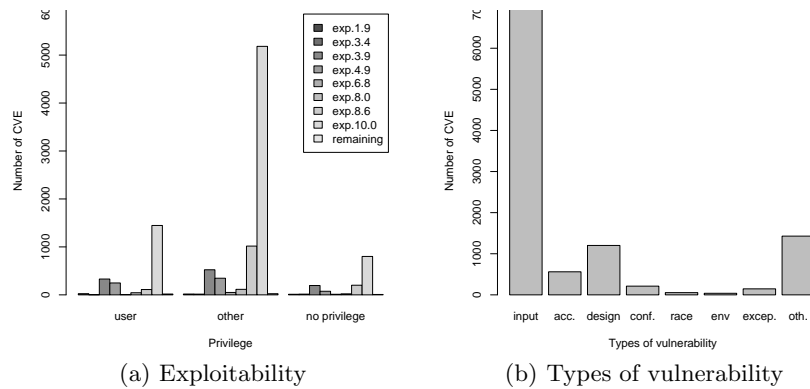 6000
5000
4000
3000
2000
1000
0
Number of CVE
exp.1.9
exp.3.4
exp.3.9
exp.4.9
exp.6.8
exp.8.0
exp.8.6
exp.10.0
remaining
user other no privilege
Privilege
(a) Exploitability
6000
5000
4000
3000
2000
1000
0
Number of CVE
input acc. design conf. race env excep. oth.
Types of vulnerability
(b) Types of vulnerability